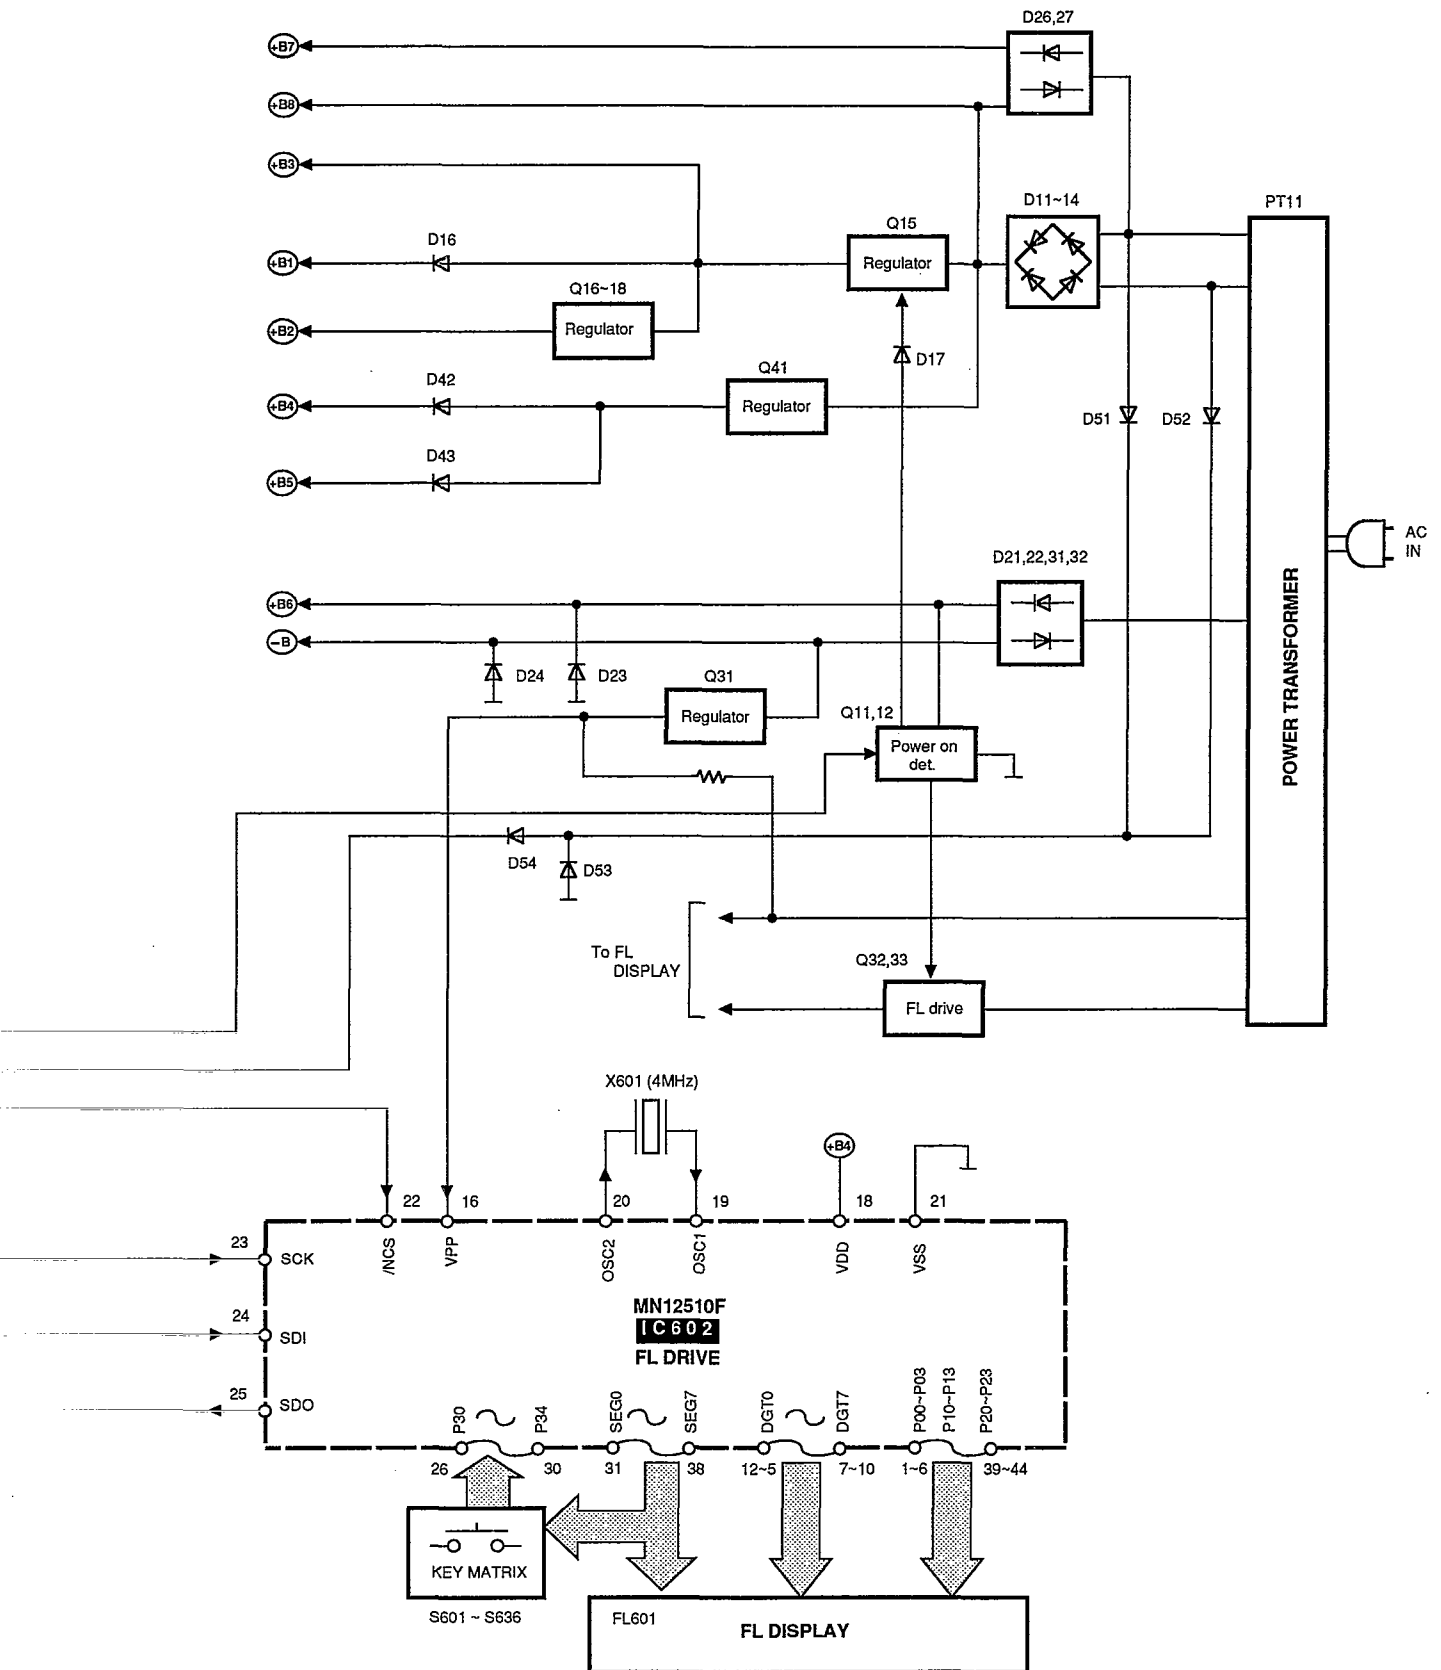 D26,27
+B7
+B8
+B3
D11~14
PT11
Q15
D16
+B1
Regulator
Q16~18
+B2
Regulator
D17
D42
Q41
+B4
Regulator
D51
D52
D43
+B5
AC
IN
D21,22,31,32
POWER TRANSFORMER
+B6
−B
D24
D23
Q31
Regulator
Q11,12
Power on
det.
D54
D53
To FL
DISPLAY
Q32,33
FL drive
X601 (4MHz)
+B4
22
16
20
19
18
21
23
SCK
/NCS
VPP
OSC2
OSC1
VDD
VSS
MN12510F
IC602
FL DRIVE
24
SDI
25
SDO
P30
P34
SEG0
SEG7
DGT0
DGT7
P00~P03
P10~P13
P20~P23
26
30
31
38
12~5
7~10
1~6
39~44
KEY MATRIX
S601 ~ S636
FL601
FL DISPLAY